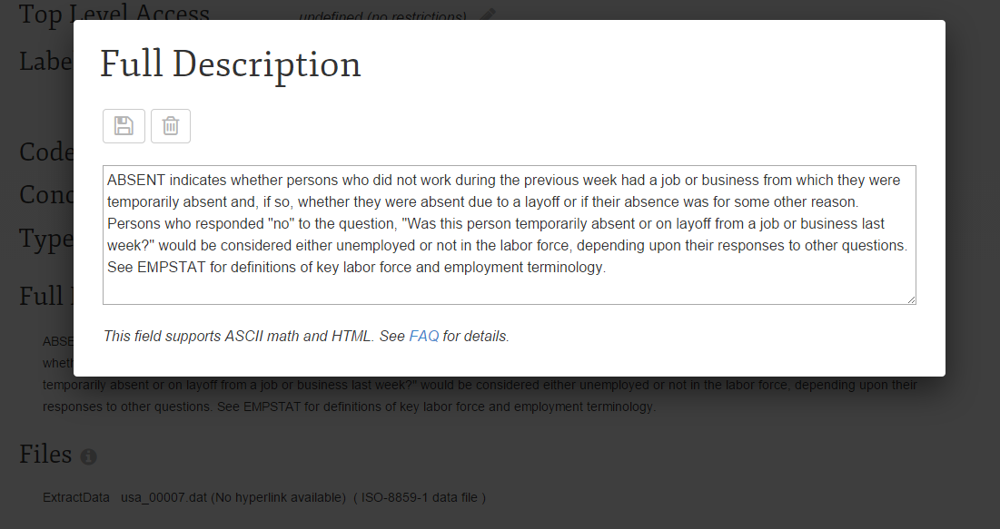 Top Level Access undefined (no restrictions)
Full Description
Labe
Code
Conc
Type
ABSENT indicates whether persons who did not work during the previous week had a job or business from which they were
temporarily absent and, if so, whether they were absent due to a layoff or if their absence was for some other reason.
Persons who responded "no" to the question, "Was this person temporarily absent or on layoff from a job or business last
week?" would be considered either unemployed or not in the labor force, depending upon their responses to other questions.
See EMPSTAT for definitions of key labor force and employment terminology.
This field supports ASCII math and HTML. See FAQ for details.
Full
ABSE
wheth
temporarily absent or on layoff from a job or business last week?" would be considered either unemployed or not in the labor force, depending upon their
responses to other questions. See EMPSTAT for definitions of key labor force and employment terminology.
Files
ExtractData usa_00007.dat (No hyperlink available) ( ISO-8859-1 data file )